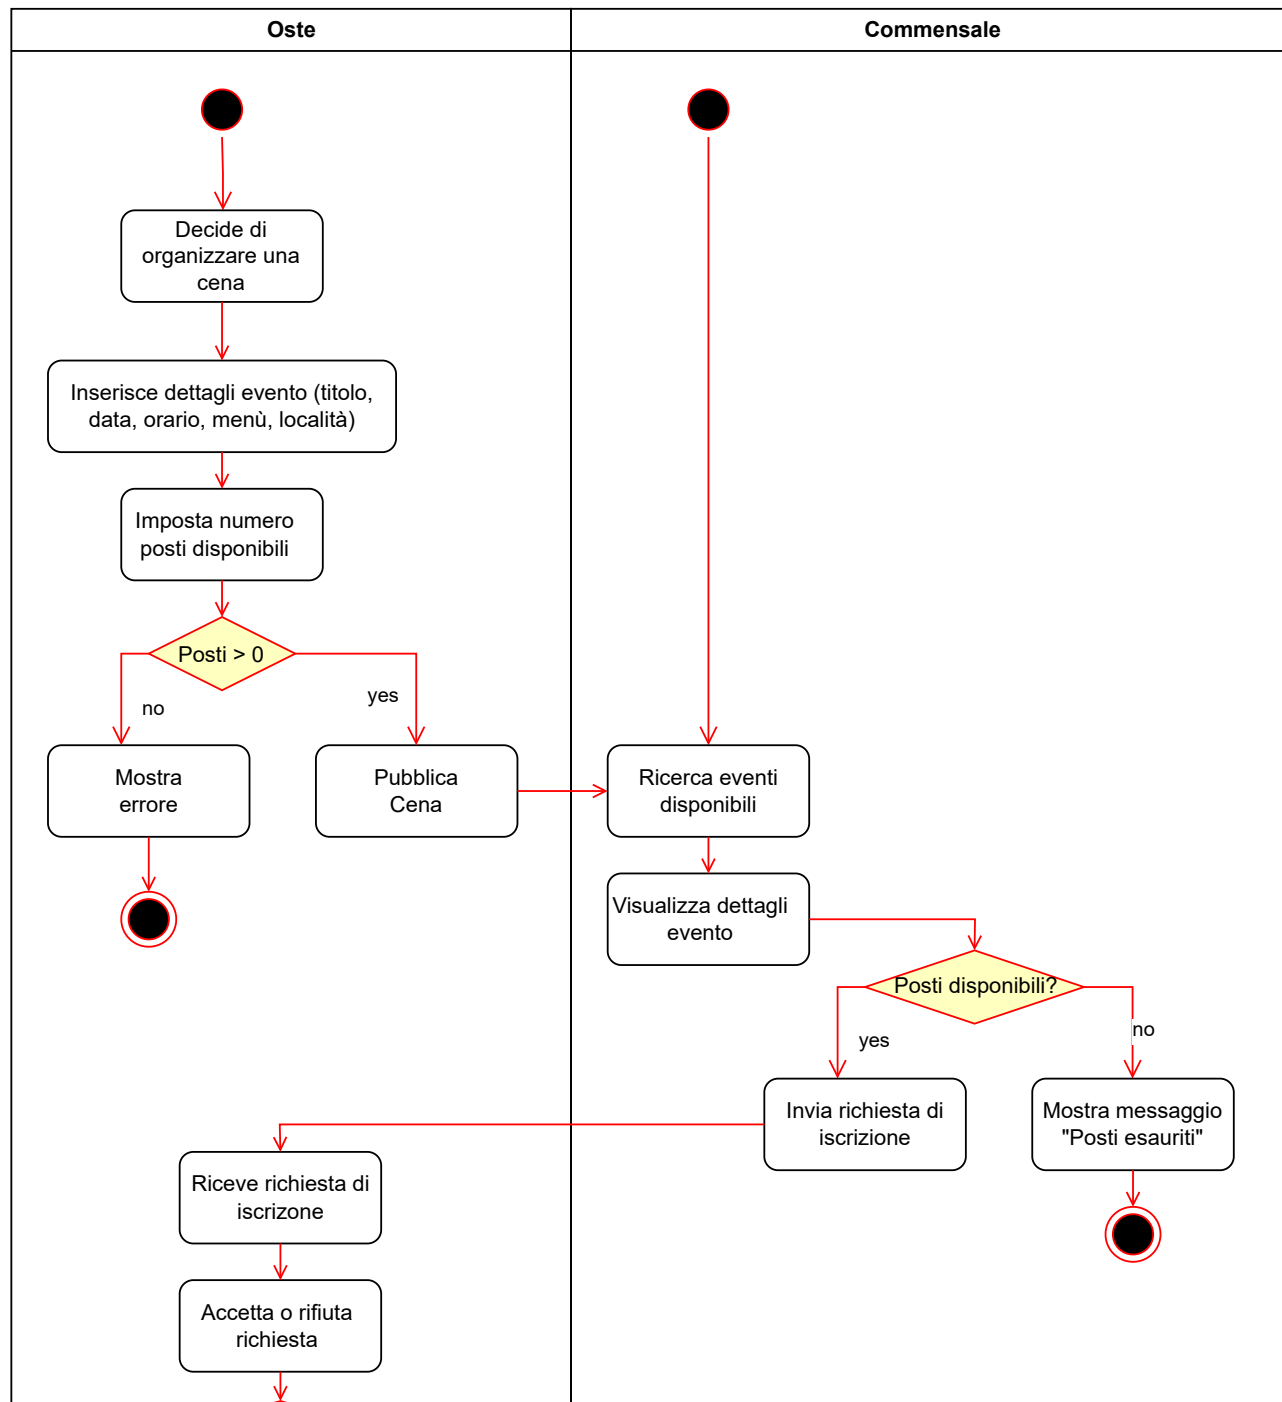 Oste
Commensale
Decide di
organizzare una
cena
Inserisce dettagli evento (titolo,
data, orario, menù, località)
Imposta numero
posti disponibili
Posti > 0
no
yes
Mostra
errore
Pubblica
Cena
Ricerca eventi
disponibili
Visualizza dettagli
evento
Posti disponibili?
yes
no
Invia richiesta di
iscrizione
Mostra messaggio
"Posti esauriti"
Riceve richiesta di
iscrizone
Accetta o rifiuta
richiesta